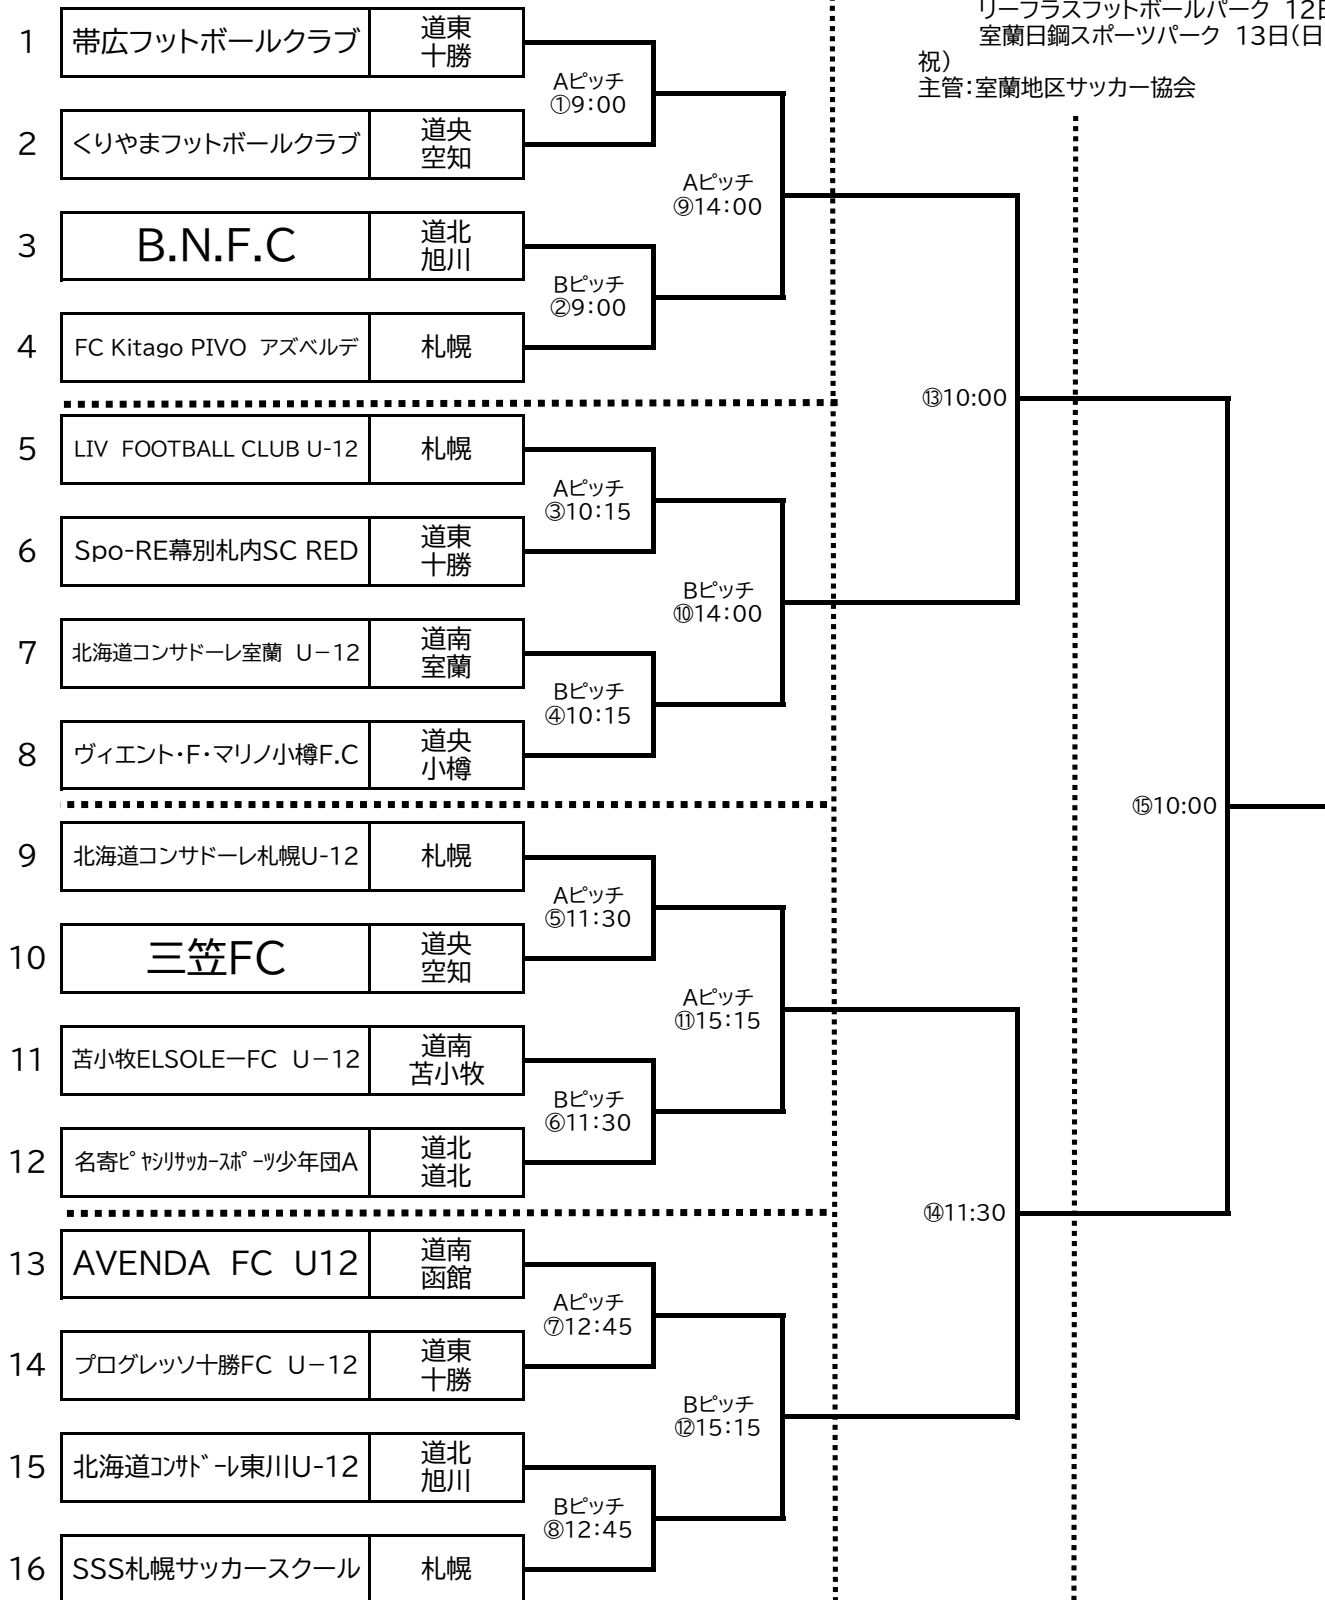 リーフラスフットボールパーク 12日
室蘭日鋼スポーツパーク 13日(日
祝)
主管:室蘭地区サッカー協会
1 帯広フットボールクラブ 道東
十勝
Aピッチ
①9:00
2 くりやまフットボールクラブ 道央
空知
Aピッチ
⑨14:00
3 B.N.F.C 道北
旭川
Bピッチ
②9:00
4 FC Kitago PIVO アズベルデ 札幌
⑬10:00
5 LIV FOOTBALL CLUB U-12 札幌
Aピッチ
③10:15
6 Spo-RE幕別札内SC RED 道東
十勝
Bピッチ
⑩14:00
7 北海道コンサドーレ室蘭 U−12 道南
室蘭
Bピッチ
④10:15
8 ヴィエント・F・マリノ小樽F.C 道央
小樽
⑮10:00
9 北海道コンサドーレ札幌U-12 札幌
Aピッチ
⑤11:30
10 三笠FC 道央
空知
Aピッチ
⑪15:15
11 苫小牧ELSOLEーFC U−12 道南
苫小牧
Bピッチ
⑥11:30
12 名寄ピヤシリサッカースポーツ少年団A 道北
道北
⑭11:30
13 AVENDA FC U12 道南
函館
Aピッチ
⑦12:45
14 プログレッソ十勝FC U−12 道東
十勝
Bピッチ
⑫15:15
15 北海道コンサドーレ東川U-12 道北
旭川
Bピッチ
⑧12:45
16 SSS札幌サッカースクール 札幌